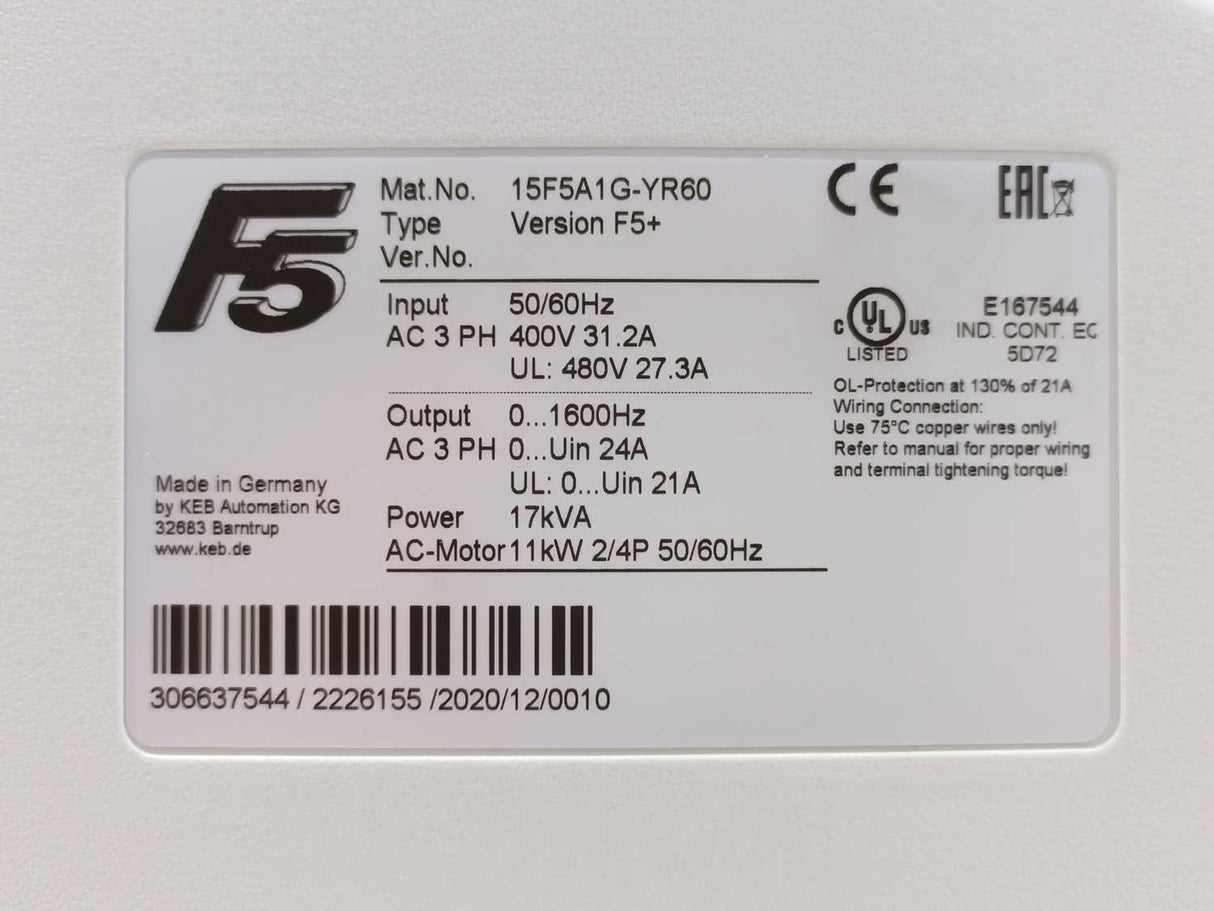 F5
Mat.No. 15F5A1G-YR60
Type Version F5+
Ver.No.
Input 50/60Hz
AC 3 PH 400V 31.2A
UL: 480V 27.3A
Output 0...1600Hz
AC 3 PH 0...Uin 24A
UL: 0...Uin 21A
Power 17kVA
AC-Motor 11kW 2/4P 50/60Hz
CE EAC
C UL US
LISTED
E167544
IND. CONT. EQ
5D72
OL-Protection at 130% of 21A
Wiring Connection:
Use 75°C copper wires only!
Refer to manual for proper wiring
and terminal tightening torque!
Made in Germany
by KEB Automation KG
32683 Barntrup
www.keb.de
306637544 / 2226155 /2020/12/0010